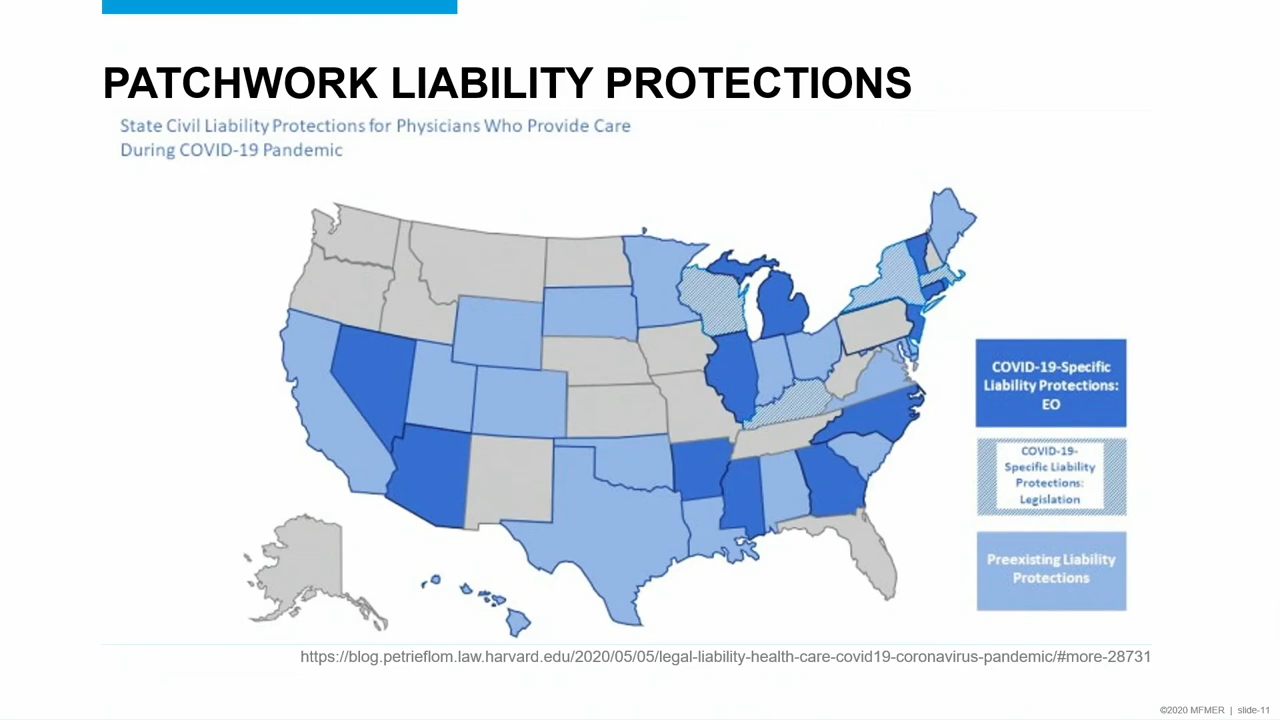 PATCHWORK LIABILITY PROTECTIONS
State Civil Liability Protections for Physicians Who Provide Care
During COVID-19 Pandemic
COVID-19-Specific
Liability Protections:
EO
COVID-19-
Specific Liability
Protections:
Legislation
Preexisting Liability
Protections
https://blog.petrieflom.law.harvard.edu/2020/05/05/legal-liability-health-care-covid19-coronavirus-pandemic/#more-28731
©2020 MFMER | slide-11